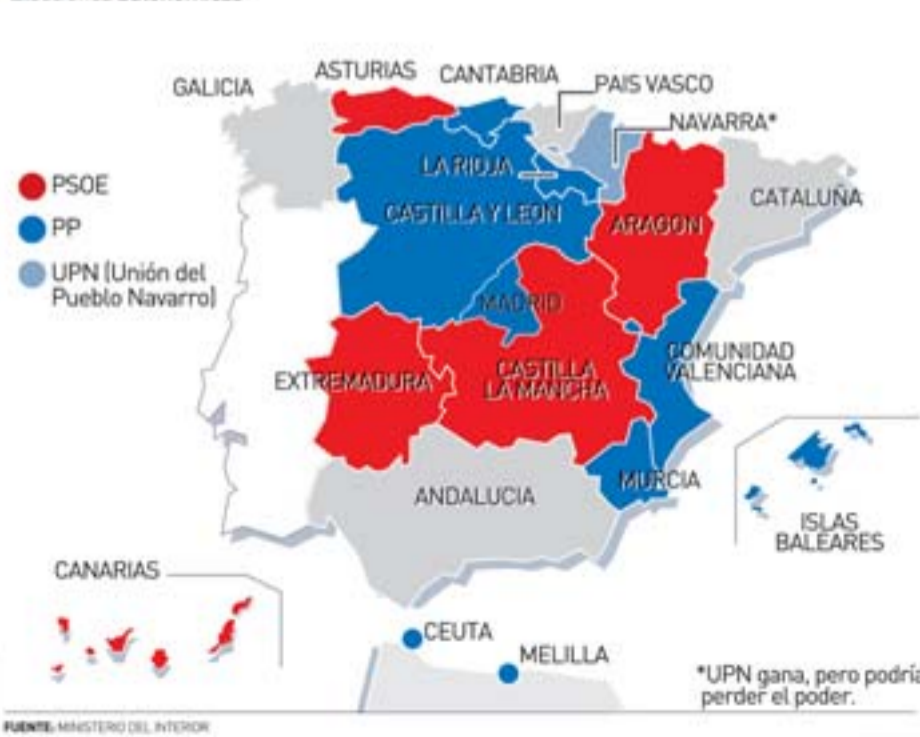 GALICIA
ASTURIAS
CANTABRIA
PAIS VASCO
NAVARRA*
PSOE
PP
UPN (Unión del
Pueblo Navarro)
LA RIOJA
CASTILLA Y LEON
ARAGON
CATALUÑA
MADRID
EXTREMADURA
CASTILLA
LA MANCHA
COMUNIDAD
VALENCIANA
MURCIA
ANDALUCIA
ISLAS
BALEARES
CANARIAS
CEUTA
MELILLA
*UPN gana, pero podría
perder el poder.
FUENTE: MINISTERIO DEL INTERIOR